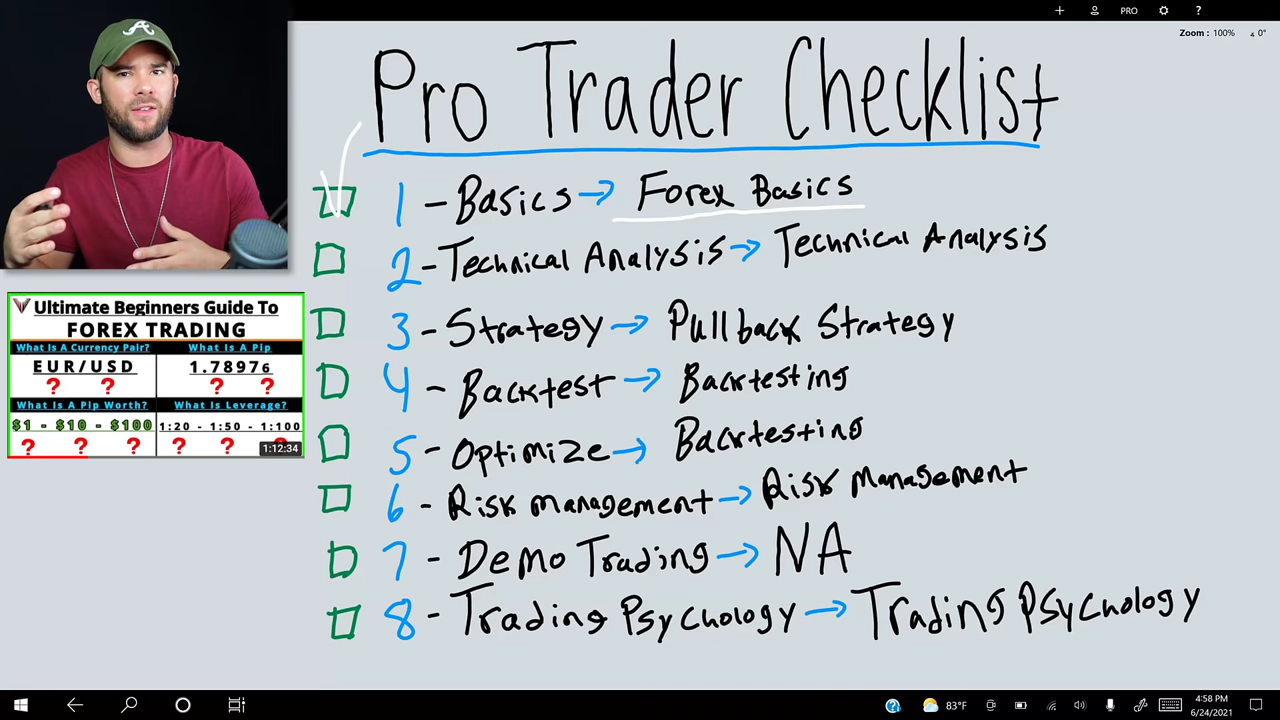 PRO
Zoom : 100%
0°
A
Pro Trader Checklist
1 - Basics → Forex Basics
2 - Technical Analysis → Technical Analysis
3 - Strategy → Pullback Strategy
4 - Backtest → Backtesting
5 - Optimize → Backtesting
6 - Risk Management → Risk Management
7 - Demo Trading → NA
8 - Trading Psychology → Trading Psychology
Ultimate Beginners Guide To
FOREX TRADING
What Is A Currency Pair? What Is A Pip
EUR/USD 1.78976
? ? ? ?
What Is A Pip Worth? What Is Leverage?
$1 - $10 - $100 1:20 - 1:50 - 1:100
? ? ? ? ? ?
1:12:34
83°F
4:58 PM
6/24/2021